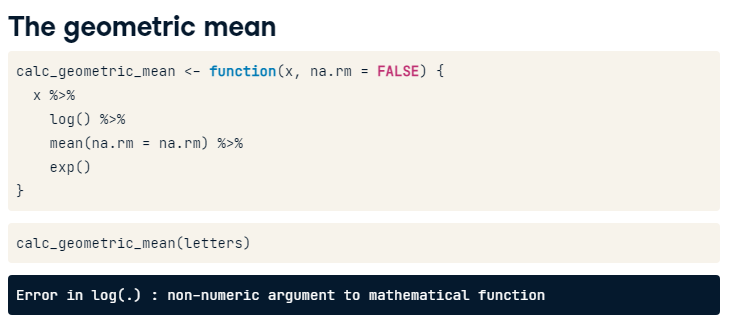 The geometric mean
calc_geometric_mean <- function(x, na.rm = FALSE) {
  x %>%
    log() %>%
    mean(na.rm = na.rm) %>%
    exp()
}
calc_geometric_mean(letters)
Error in log(.) : non-numeric argument to mathematical function